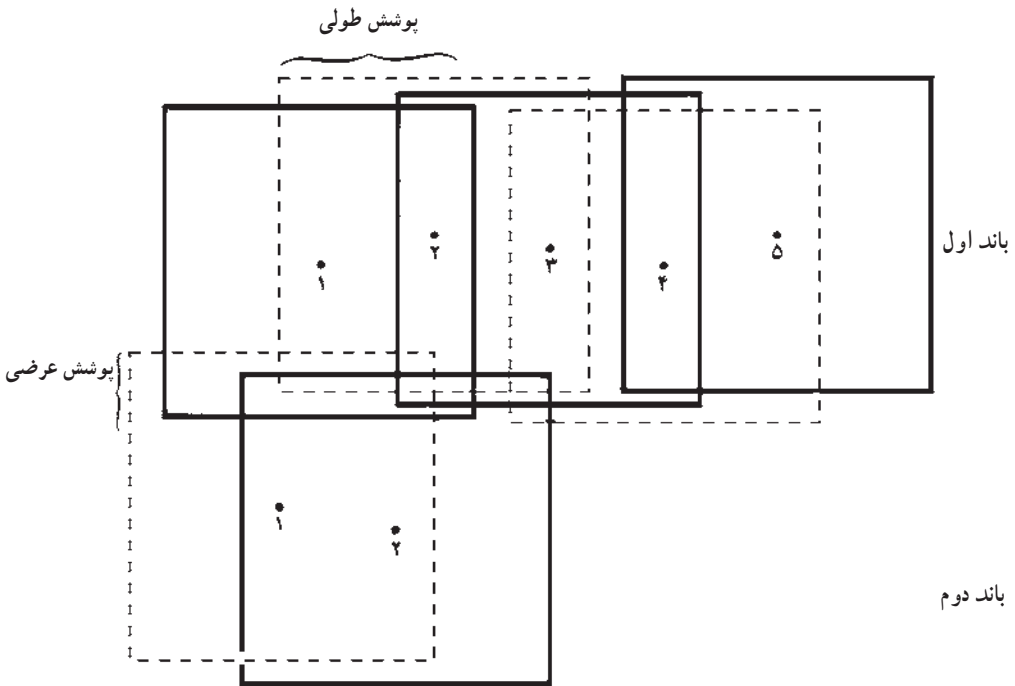 پوشش طولی
باند اول
۱
۲
۳
۴
۵
پوشش عرضی
۱
۲
باند دوم